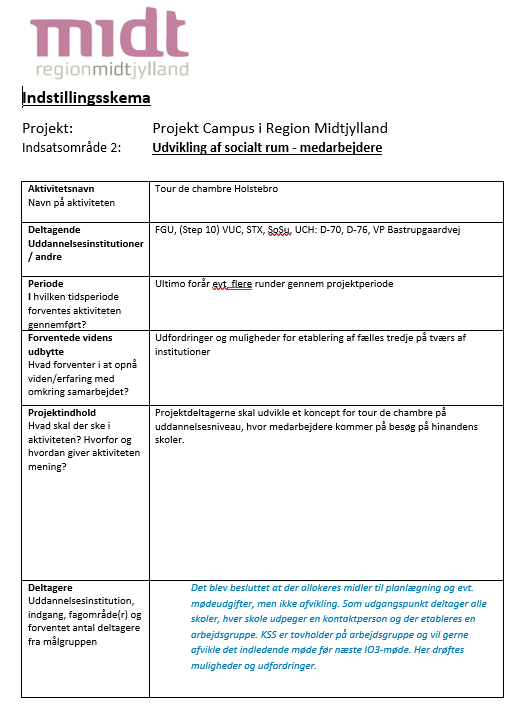 midt
regionmidtjylland
Indstillingsskema
Projekt: Projekt Campus i Region Midtjylland
Indsatsområde 2: Udvikling af socialt rum - medarbejdere
Aktivitetsnavn
Navn på aktiviteten
Tour de chambre Holstebro
Deltagende
Uddannelsesinstitutioner
/ andre
FGU, (Step 10) VUC, STX, SoSu, UCH: D-70, D-76, VP Bastrupgaardvej
Periode
I hvilken tidsperiode
forventes aktiviteten
gennemført?
Ultimo forår evt, flere runder gennem projektperiode
Forventede videns
udbytte
Hvad forventer i at opnå
viden/erfaring med
omkring samarbejdet?
Udfordringer og muligheder for etablering af fælles tredje på tværs af
institutioner
Projektindhold
Hvad skal der ske i
aktiviteten? Hvorfor og
hvordan giver aktiviteten
mening?
Projektdeltagerne skal udvikle et koncept for tour de chambre på
uddannelsesniveau, hvor medarbejdere kommer på besøg på hinandens
skoler.
Deltagere
Uddannelsesinstitution,
indgang, fagområde(r) og
forventet antal deltagere
fra målgruppen
Det blev besluttet at der allokeres midler til planlægning og evt.
mødeudgifter, men ikke afvikling. Som udgangspunkt deltager alle
skoler, hver skole udpeger en kontaktperson og der etableres en
arbejdsgruppe. KSS er tovholder på arbejdsgruppe og vil gerne
afvikle det indledende møde før næste IO3-møde. Her drøftes
muligheder og udfordringer.